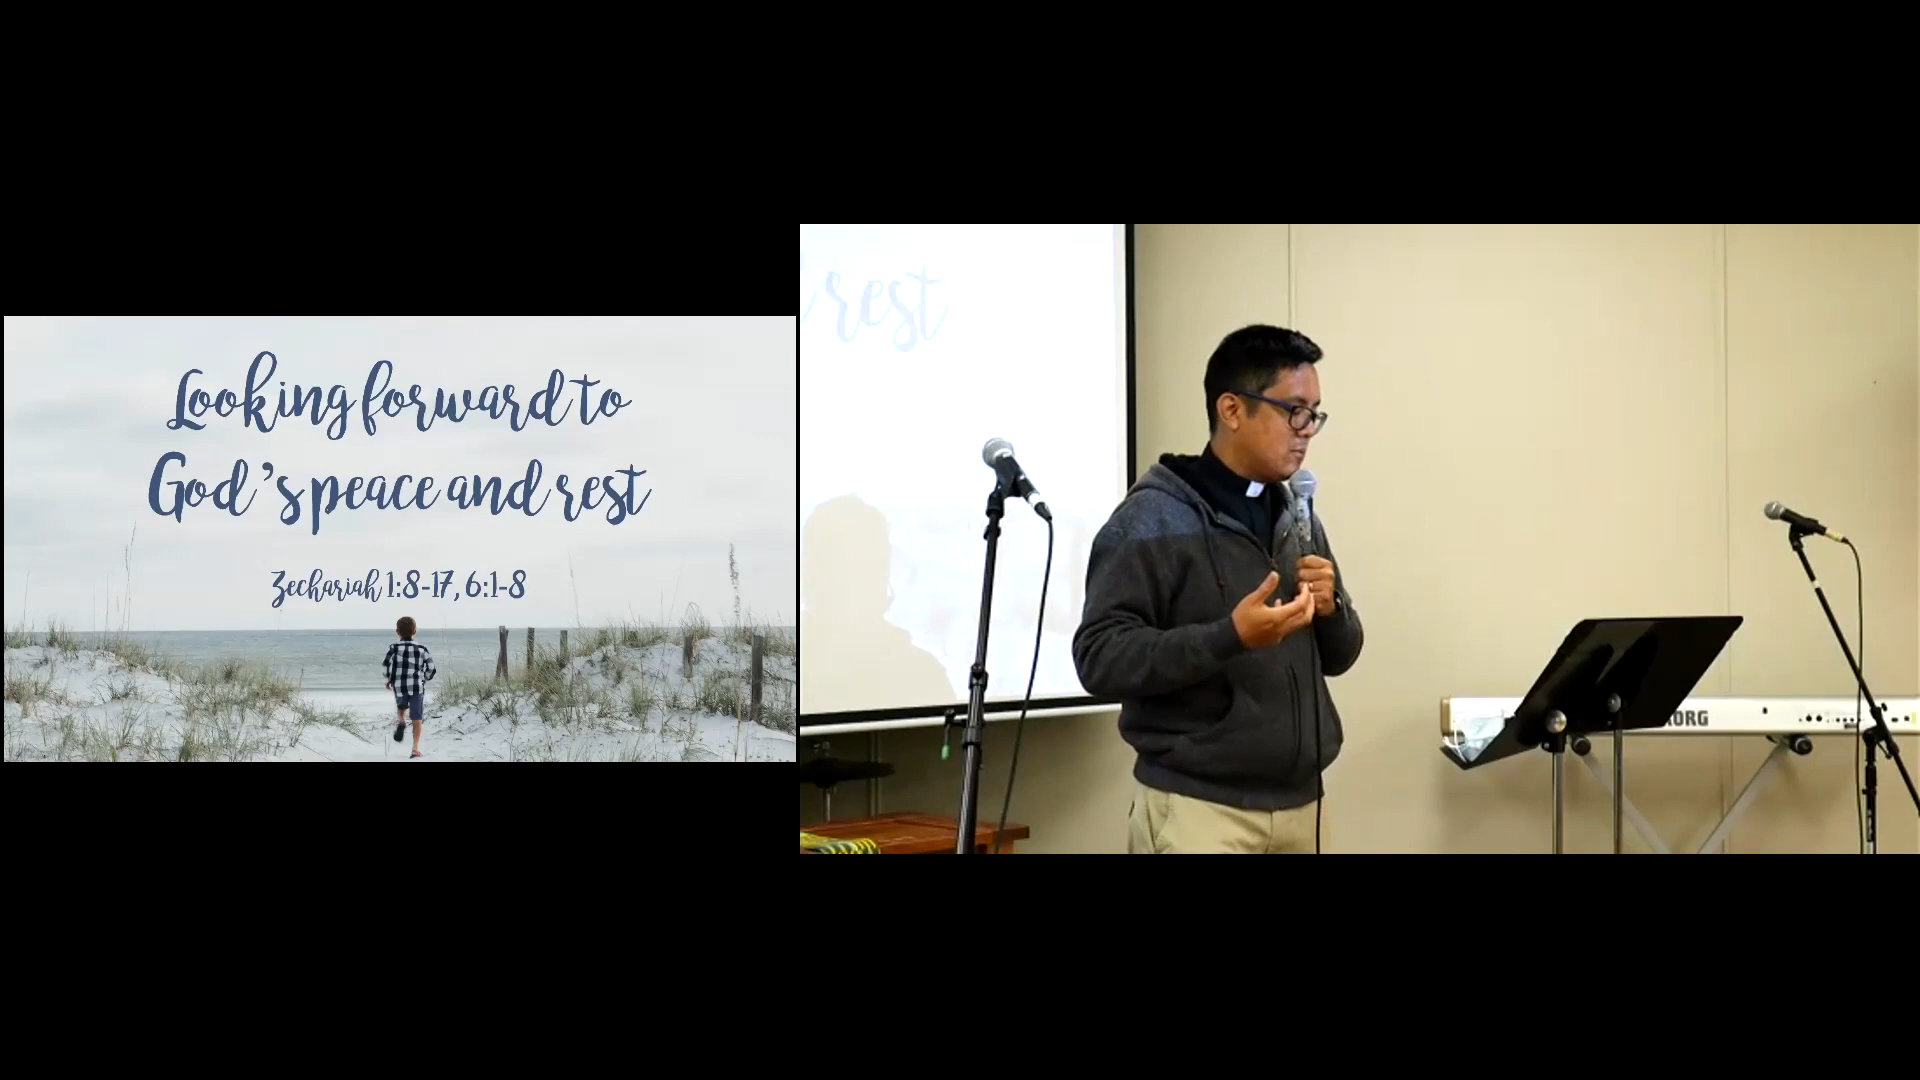 Looking forward to
God's peace and rest
Zechariah 1:8-17, 6:1-8
rest
KORG